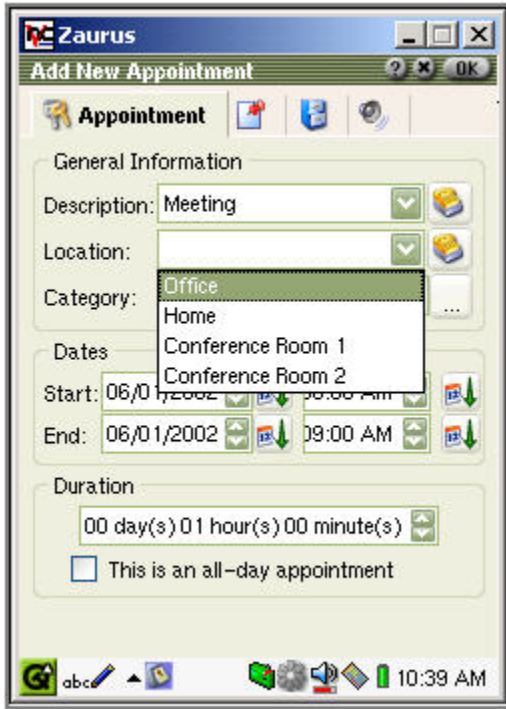 Zaurus
Add New Appointment
? OK
Appointment
General Information
Description: Meeting
Location:
Office
Category: ...
Home
Conference Room 1
Conference Room 2
Dates
Start: 06/01/2002
End: 06/01/2002 09:00 AM
Duration
00 day(s) 01 hour(s) 00 minute(s)
This is an all-day appointment
abc 10:39 AM